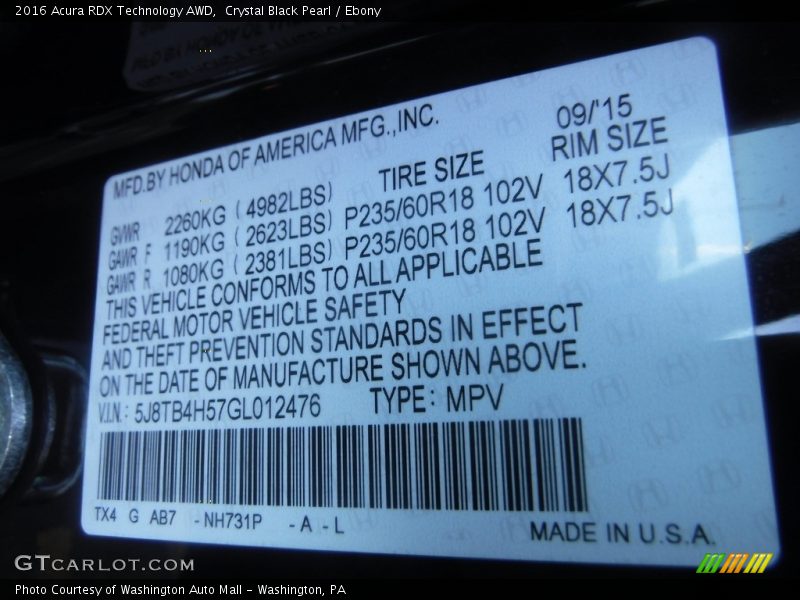 2016 Acura RDX Technology AWD,  Crystal Black Pearl / Ebony
MFD.BY HONDA OF AMERICA MFG.,INC. 09/'15
TIRE SIZE RIM SIZE
GVWR 2260KG ( 4982LBS)
GAWR F 1190KG ( 2623LBS) P235/60R18 102V 18X7.5J
GAWR R 1080KG ( 2381LBS) P235/60R18 102V 18X7.5J
THIS VEHICLE CONFORMS TO ALL APPLICABLE
FEDERAL MOTOR VEHICLE SAFETY
AND THEFT PREVENTION STANDARDS IN EFFECT
ON THE DATE OF MANUFACTURE SHOWN ABOVE.
V.I.N.: 5J8TB4H57GL012476 TYPE: MPV
TX4 G AB7 -NH731P -A -L
MADE IN U.S.A.
GTCARLOT.COM
Photo Courtesy of Washington Auto Mall - Washington, PA